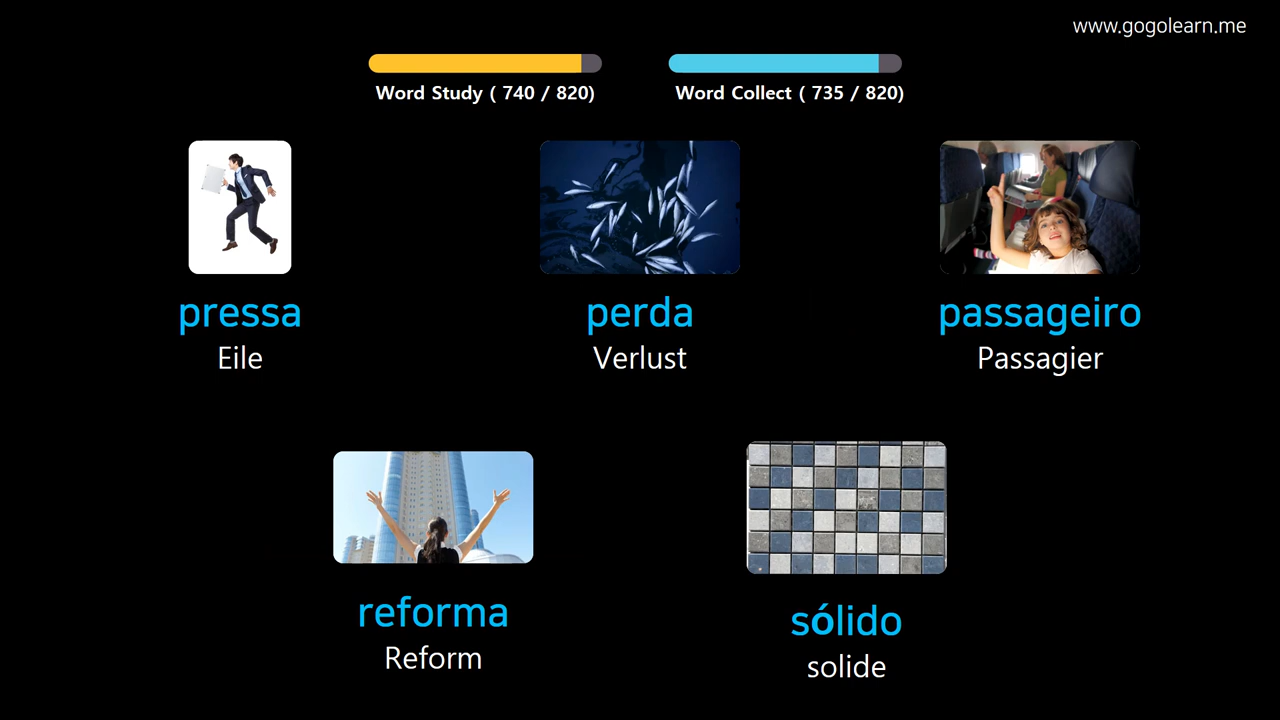 www.gogolearn.me
Word Study ( 740 / 820)
Word Collect ( 735 / 820)
pressa
Eile
perda
Verlust
passageiro
Passagier
reforma
Reform
sólido
solide